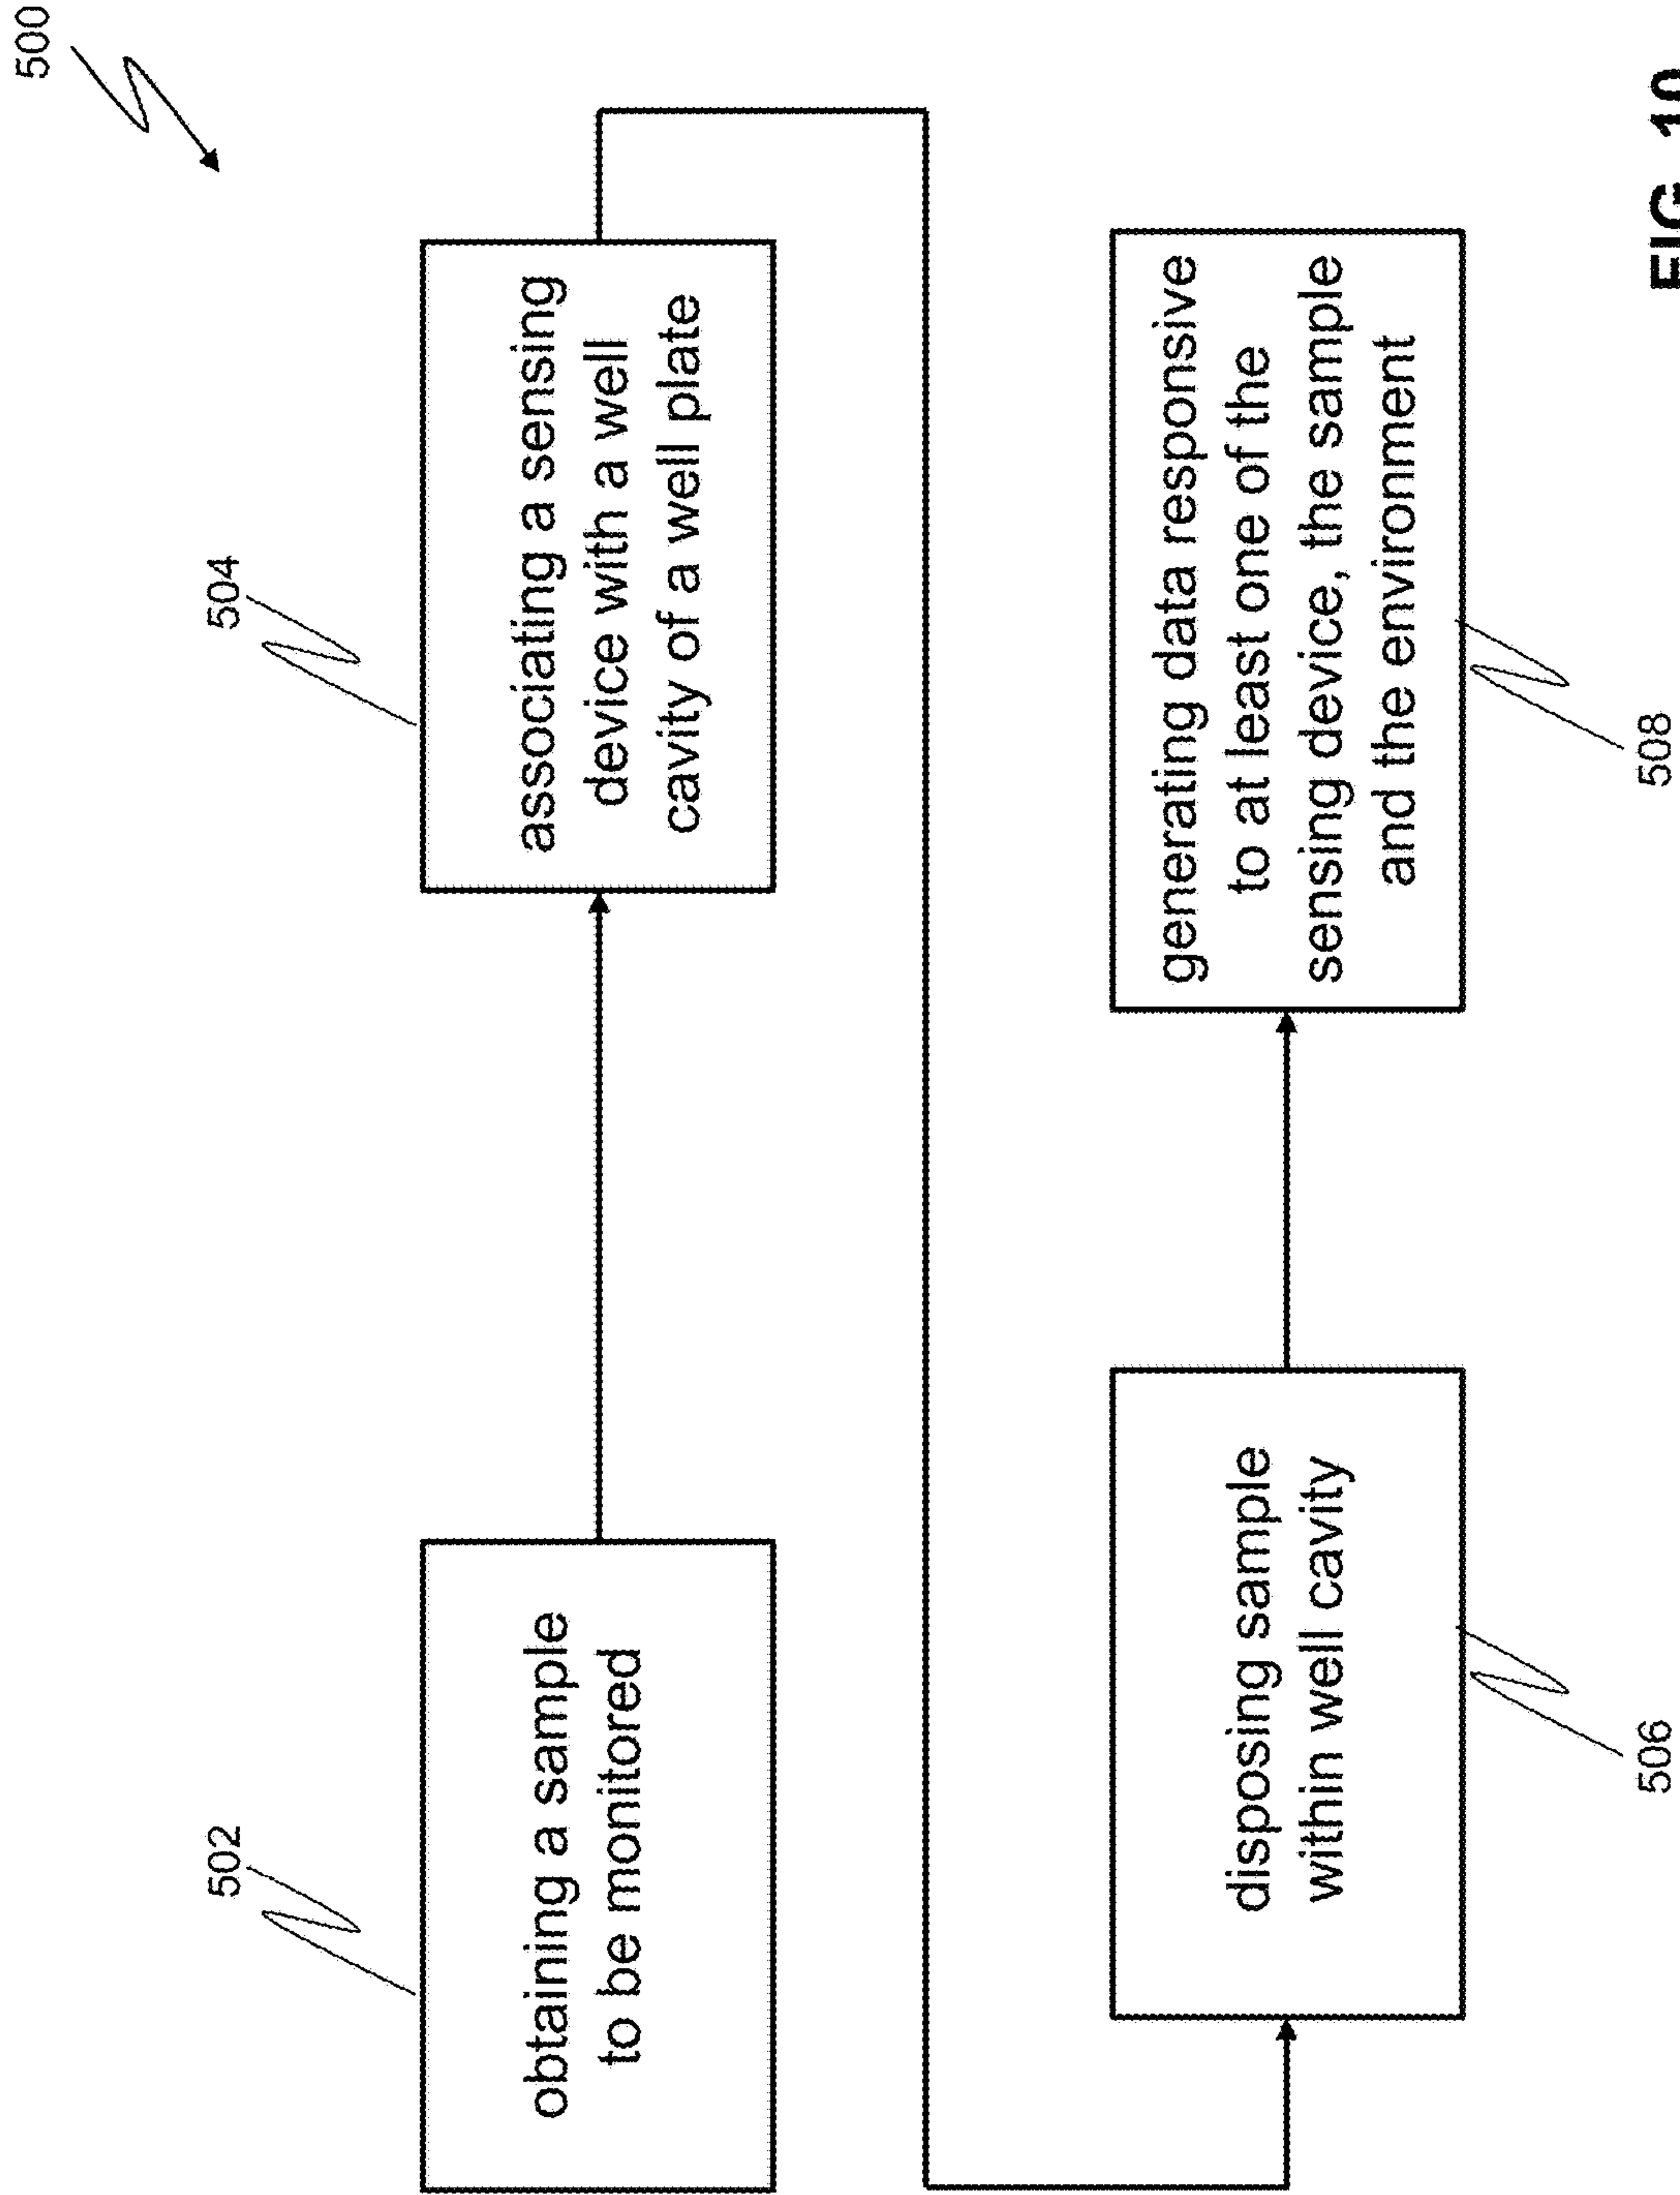 500
502
obtaining a sample
to be monitored
504
associating a sensing
device with a well
cavity of a well plate
disposing sample
within well cavity
506
generating data responsive
to at least one of the
sensing device, the sample
and the environment
508
FIG. 10